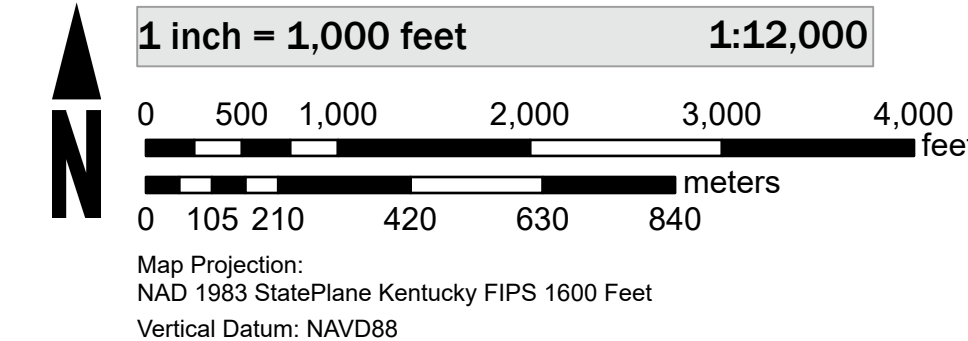 1 inch = 1,000 feet 1:12,000
0 500 1,000 2,000 3,000 4,000
feet
meters
0 105 210 420 630 840
N
Map Projection:
NAD 1983 StatePlane Kentucky FIPS 1600 Feet
Vertical Datum: NAVD88